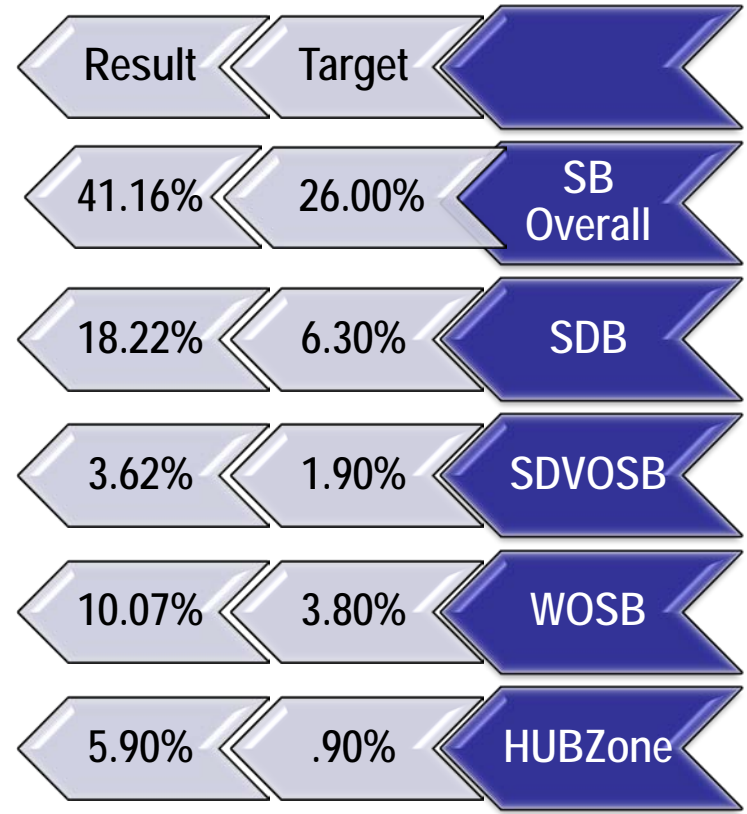 Result Target
41.16% 26.00% SB
Overall
18.22% 6.30% SDB
3.62% 1.90% SDVOSB
10.07% 3.80% WOSB
5.90% .90% HUBZone